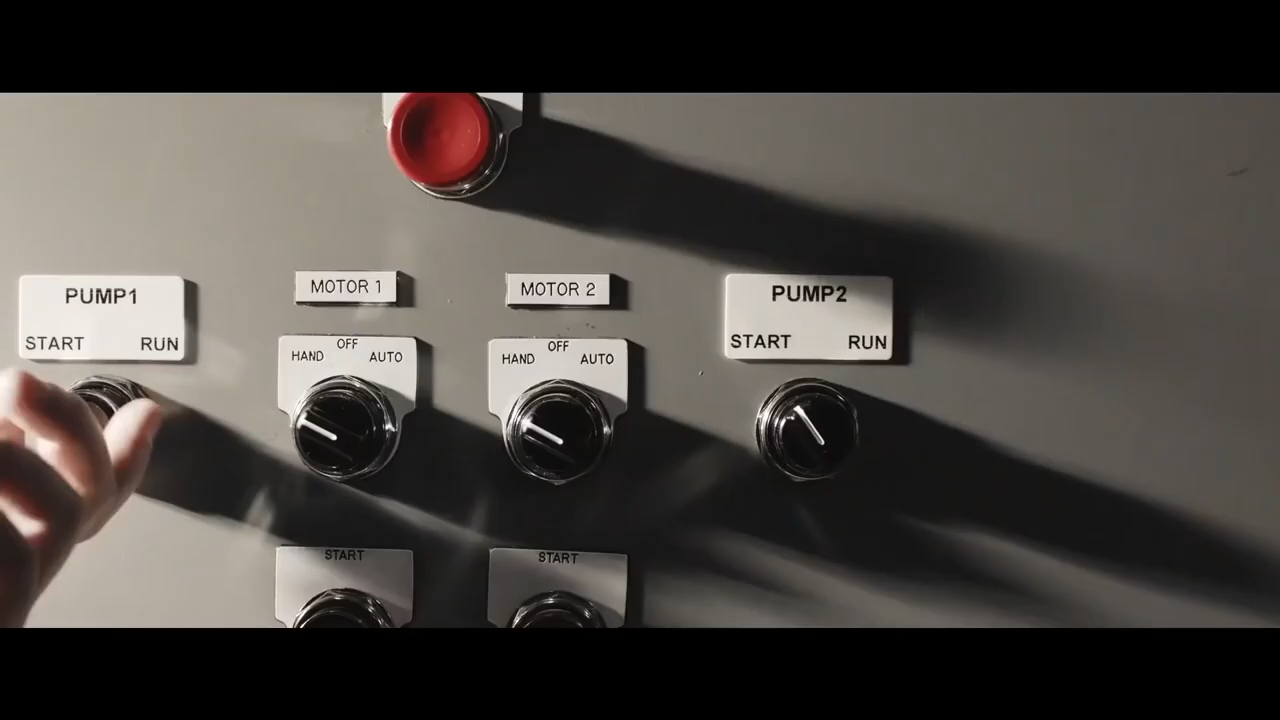 PUMP1
START RUN
MOTOR 1
OFF
HAND AUTO
START
MOTOR 2
OFF
HAND AUTO
START
PUMP2
START RUN